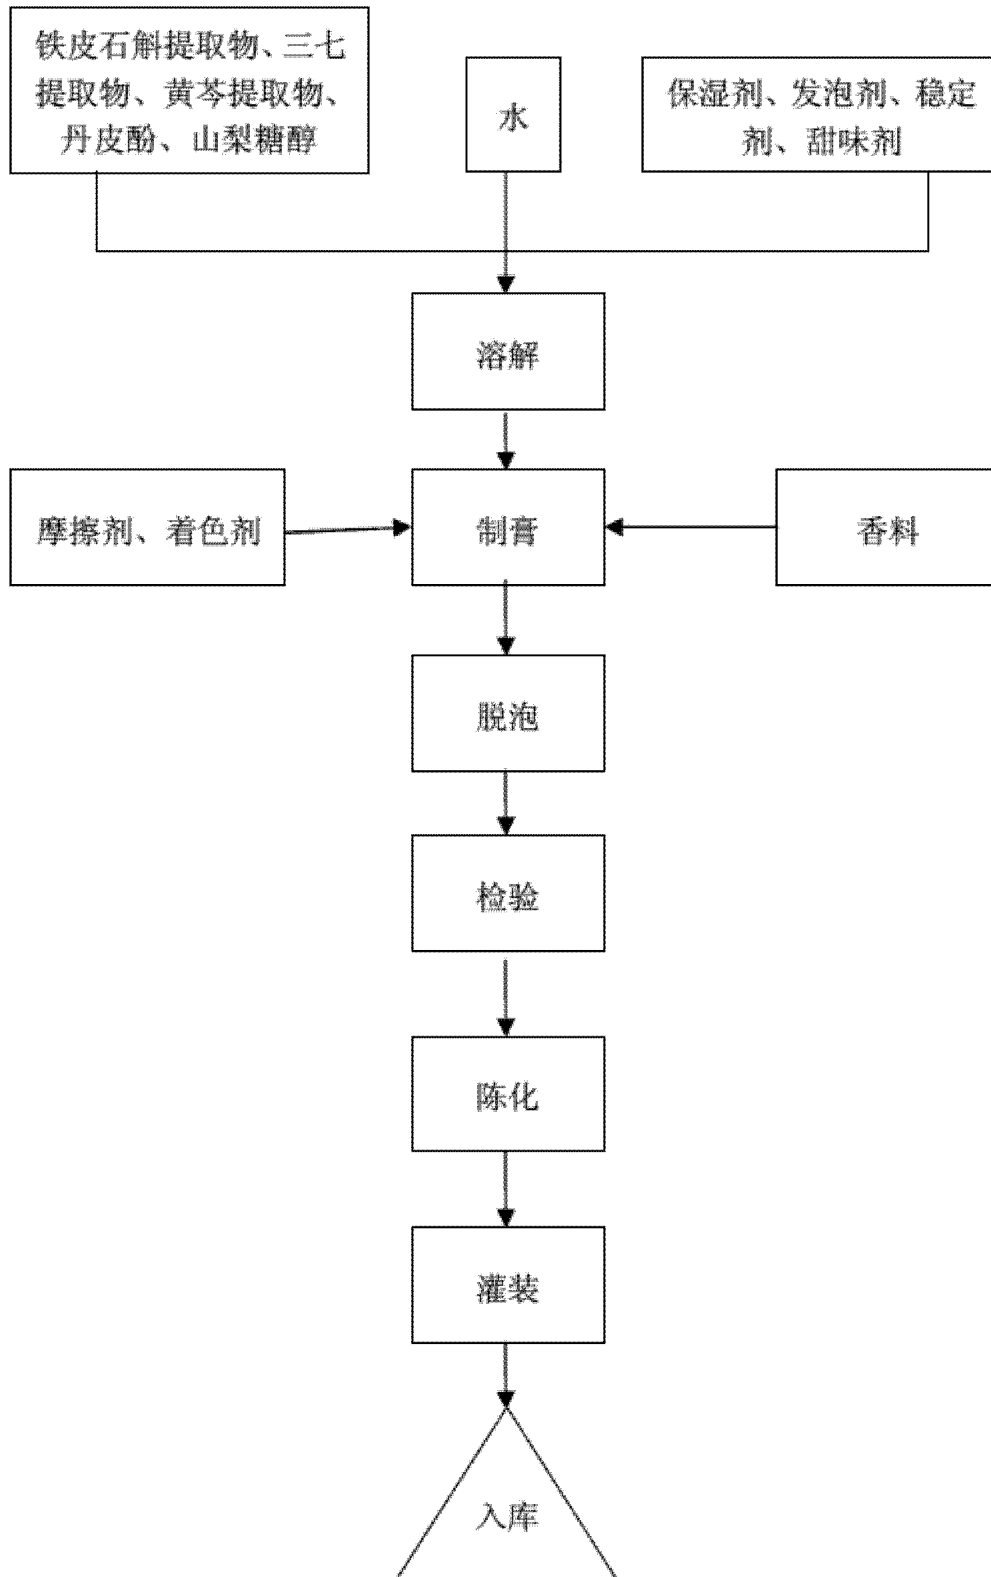 铁皮石斛提取物、三七
提取物、黄芩提取物、
丹皮酚、山梨糖醇
水
保湿剂、发泡剂、稳定
剂、甜味剂
溶解
摩擦剂、着色剂
制膏
香料
脱泡
检验
陈化
灌装
入库